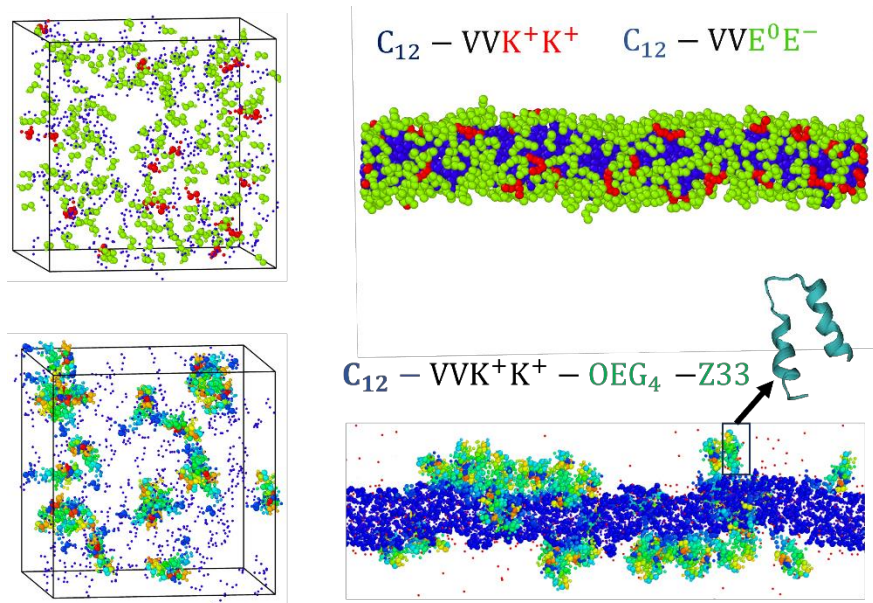 C₁₂ − VVK⁺K⁺ C₁₂ − VVE⁰E⁻
C₁₂ − VVK⁺K⁺ − OEG₄ −Z33